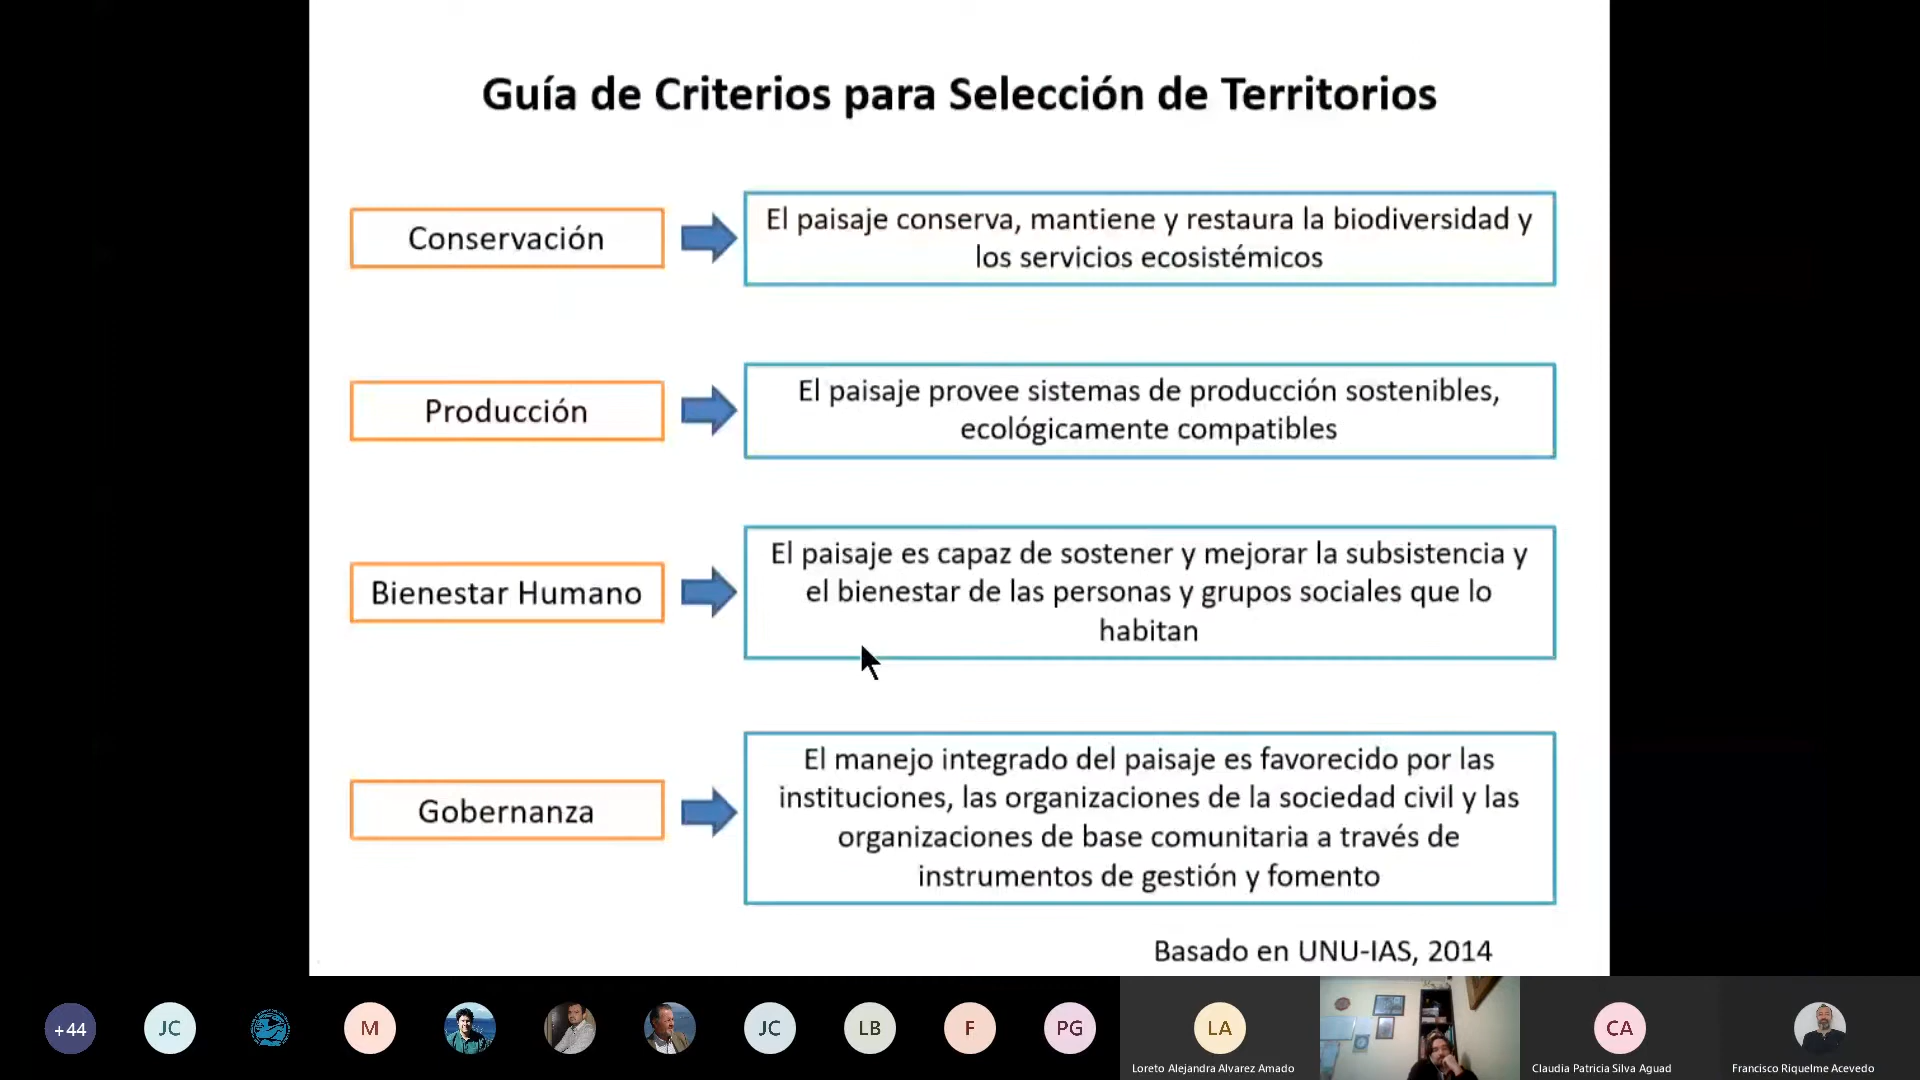 Guía de Criterios para Selección de Territorios
Conservación
El paisaje conserva, mantiene y restaura la biodiversidad y
los servicios ecosistémicos
Producción
El paisaje provee sistemas de producción sostenibles,
ecológicamente compatibles
Bienestar Humano
El paisaje es capaz de sostener y mejorar la subsistencia y
el bienestar de las personas y grupos sociales que lo
habitan
Gobernanza
El manejo integrado del paisaje es favorecido por las
instituciones, las organizaciones de la sociedad civil y las
organizaciones de base comunitaria a través de
instrumentos de gestión y fomento
Basado en UNU-IAS, 2014
+44
JC
M
JC
LB
F
PG
LA
CA
Loreto Alejandra Alvarez Amado
Claudia Patricia Silva Aguad
Francisco Riquelme Acevedo